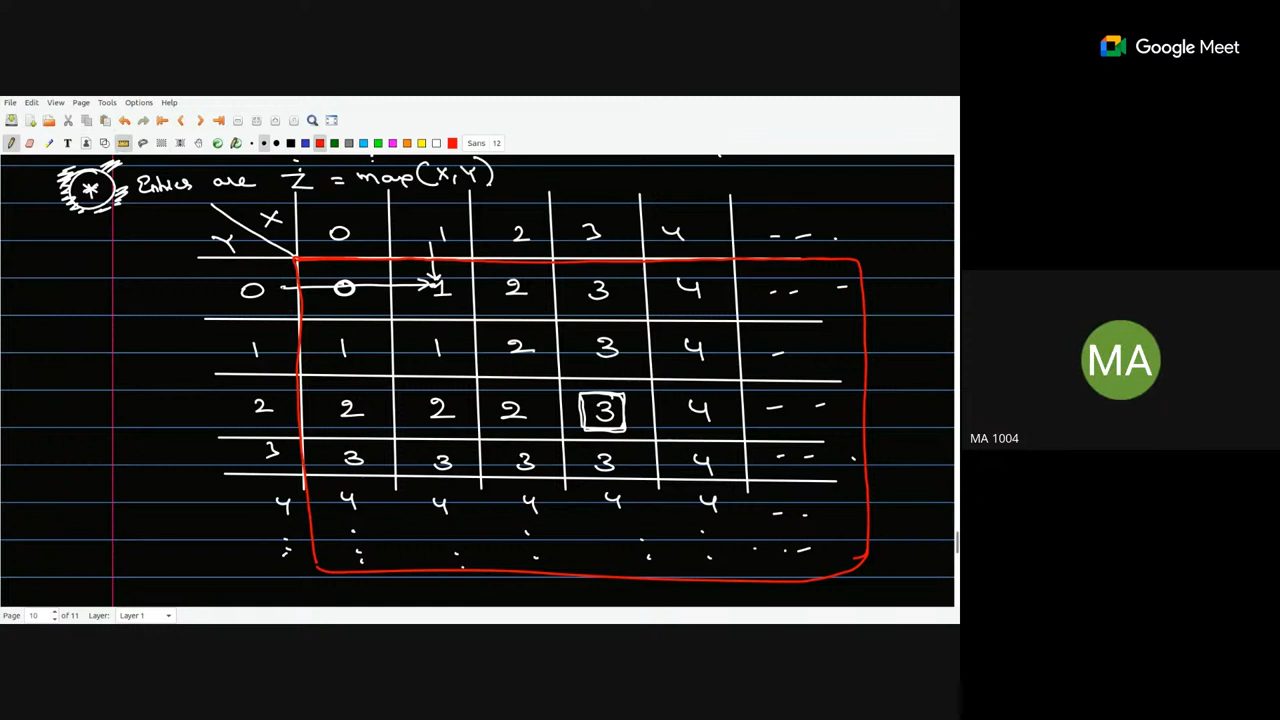 Google Meet
File Edit View Page Tools Options Help
T Sans 12
* Entries are Z = max(X,Y)
X 0 1 2 3 4 -- .
Y
0 0 1 2 3 4 -- -
1 1 1 2 3 4 -
2 2 2 2 3 4 - -
3 3 3 3 3 4 -- .
4 4 4 4 4 4 -.
MA
MA 1004
Page 10 of 11 Layer: Layer 1